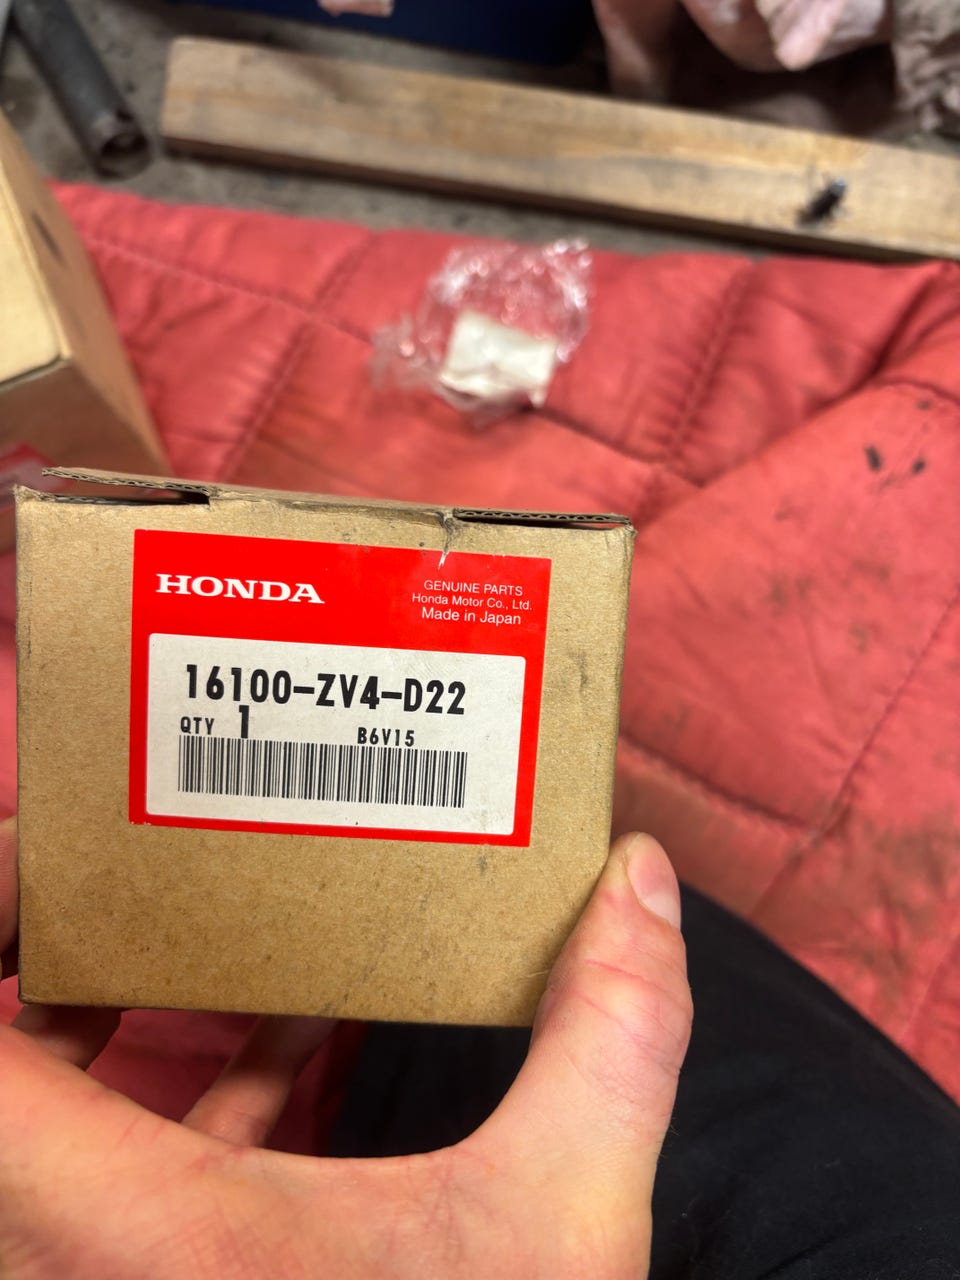 HONDA
GENUINE PARTS
Honda Motor Co., Ltd.
Made in Japan
16100-ZV4-D22
QTY 1 B6V15